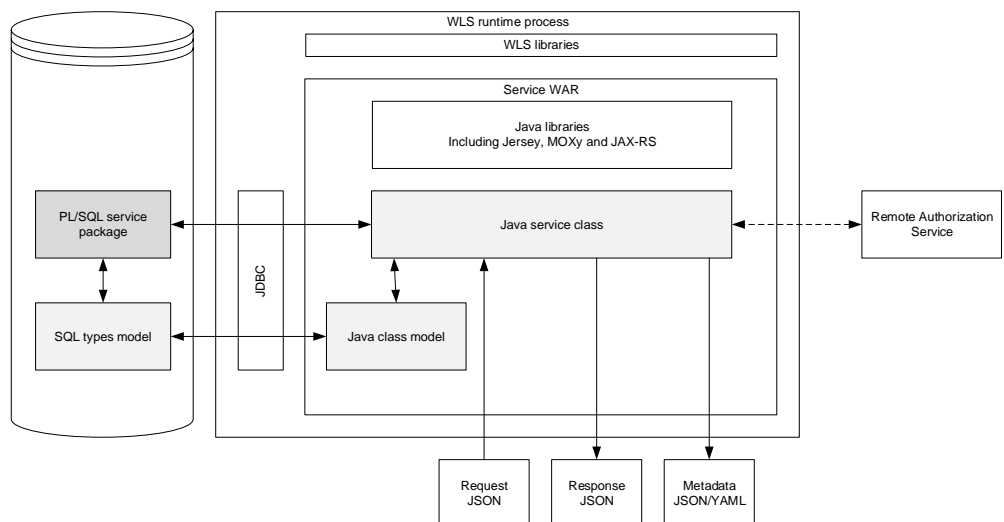 WLS runtime process
WLS libraries
Service WAR
Java libraries
Including Jersey, MOXy and JAX-RS
PL/SQL service
package
JDBC
Java service class
Remote Authorization
Service
SQL types model
Java class model
Request
JSON
Response
JSON
Metadata
JSON/YAML